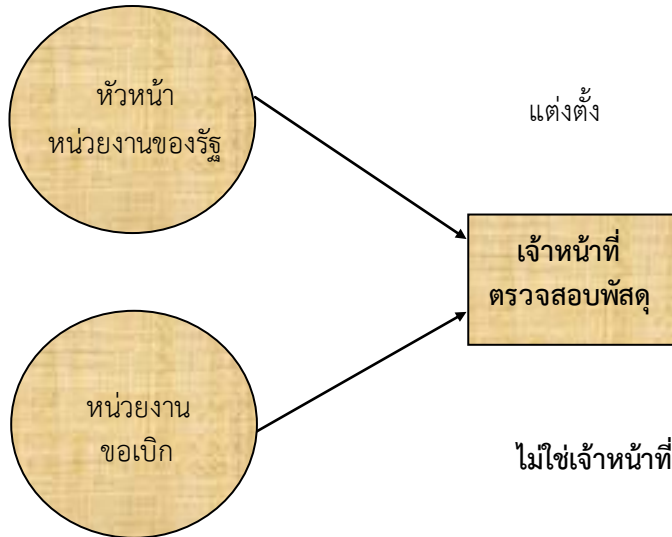 หัวหน้า
หน่วยงานของรัฐ
แต่งตั้ง
เจ้าหน้าที่
ตรวจสอบพัสดุ
หน่วยงาน
ขอเบิก
ไม่ใช่เจ้าหน้าที่